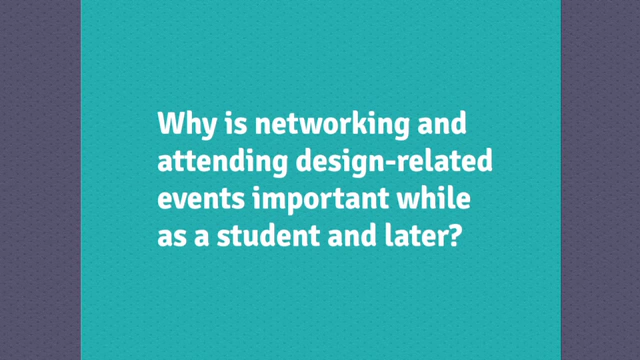 Why is networking and
attending design-related
events important while
as a student and later?